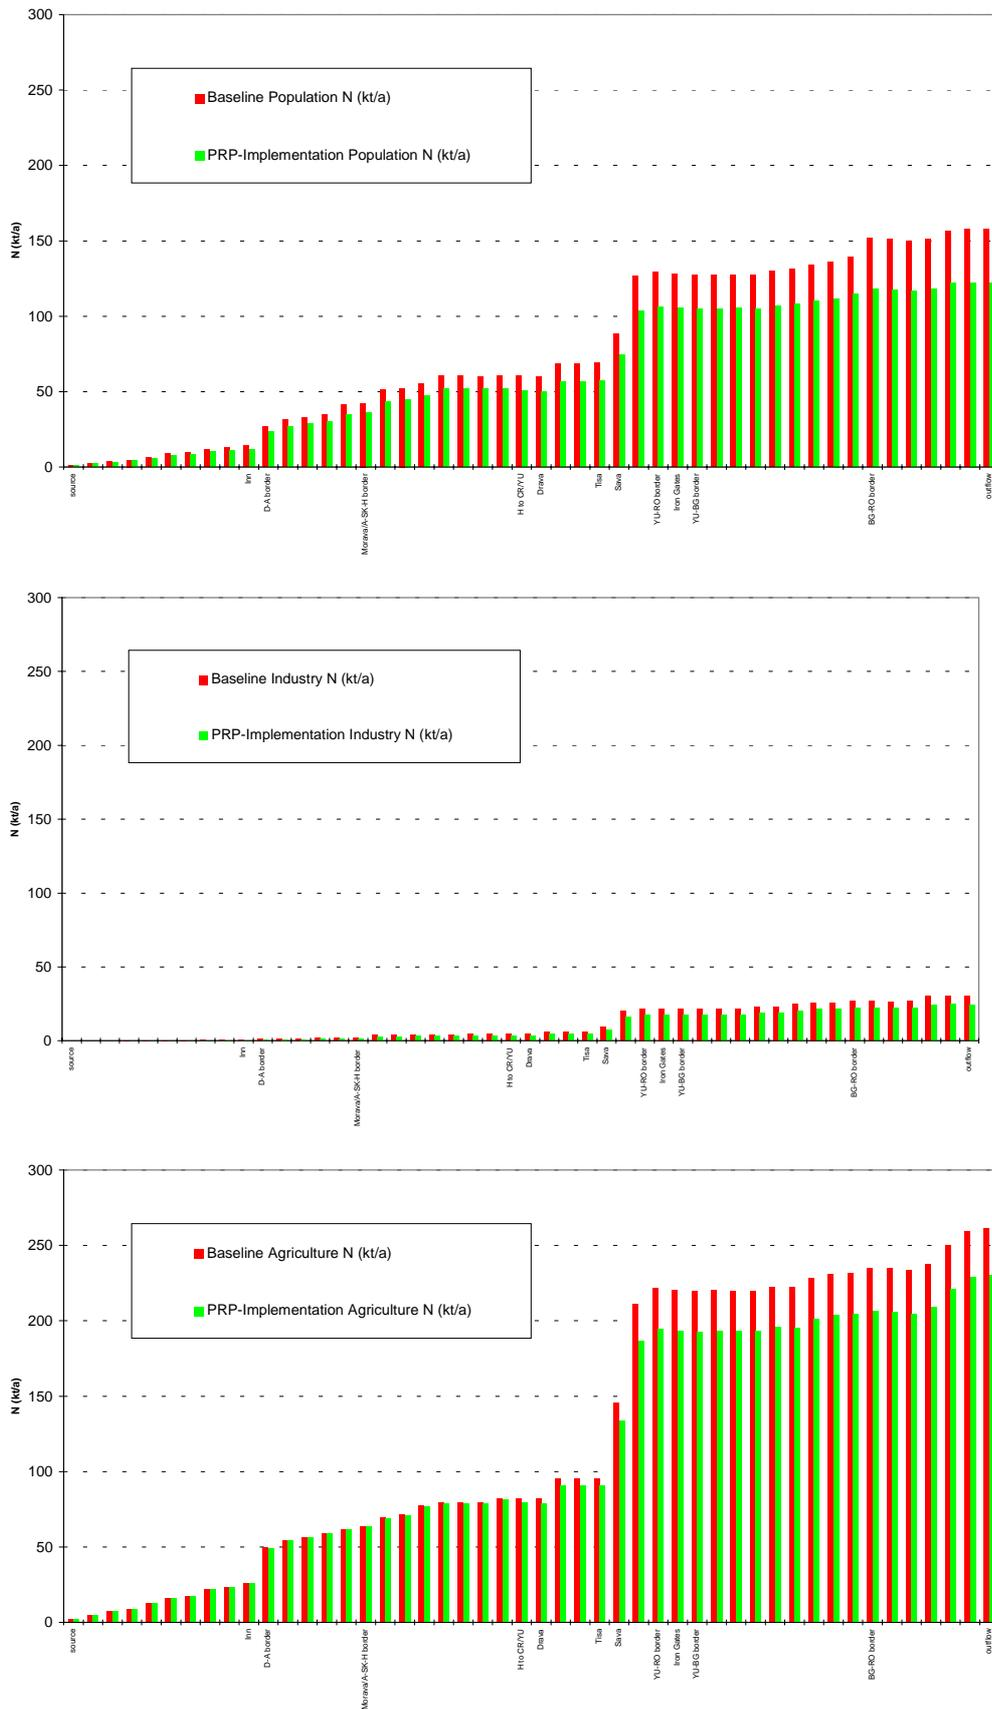 300
250
200
150
100
50
0
N (kt/a)
Baseline Population N (kt/a)
PRP-Implementation Population N (kt/a)
source
Inn
D-A border
Morava/A-SK-H border
H to CR/YU
Drava
Tisa
Sava
YU-RO border
Iron Gates
YU-BG border
BG-RO border
outflow
300
250
200
150
100
50
0
N (kt/a)
Baseline Industry N (kt/a)
PRP-Implementation Industry N (kt/a)
source
Inn
D-A border
Morava/A-SK-H border
H to CR/YU
Drava
Tisa
Sava
YU-RO border
Iron Gates
YU-BG border
BG-RO border
outflow
300
250
200
150
100
50
0
N (kt/a)
Baseline Agriculture N (kt/a)
PRP-Implementation Agriculture N (kt/a)
source
Inn
D-A border
Morava/A-SK-H border
H to CR/YU
Drava
Tisa
Sava
YU-RO border
Iron Gates
YU-BG border
BG-RO border
outflow